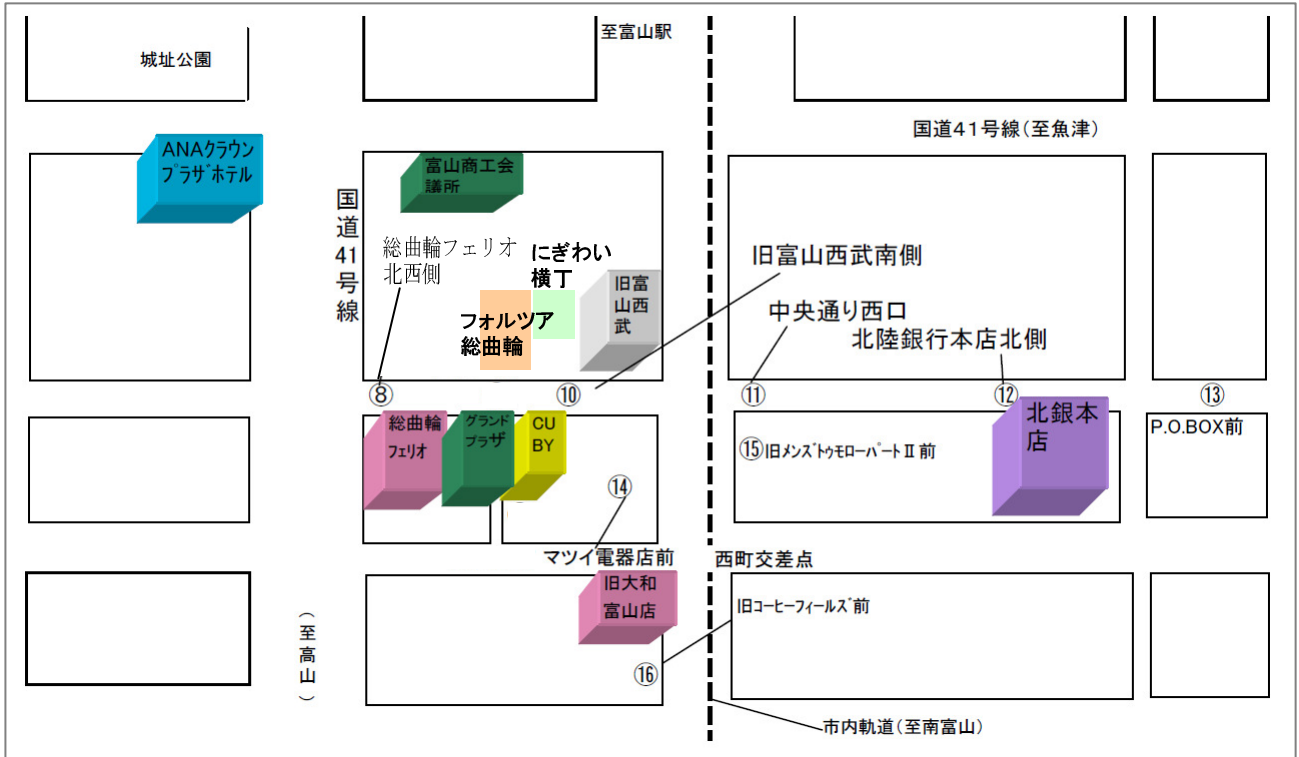 至富山駅
城址公園
国道41号線(至魚津)
ANAクラウン
プラザホテル
富山商工会
議所
国道41号線
総曲輪フェリオ
北西側
にぎわい
横丁
旧富山西武
フォルツァ
総曲輪
旧富山西武南側
中央通り西口
北陸銀行本店北側
⑧
⑩
⑪
⑫
⑬
総曲輪
フェリオ
グランド
プラザ
CU
BY
⑭
⑮旧メンズトゥモローパートⅡ前
北銀本
店
P.O.BOX前
マツイ電器店前
西町交差点
旧大和
富山店
旧コーヒーフィールズ前
⑯
(至高山)
市内軌道(至南富山)